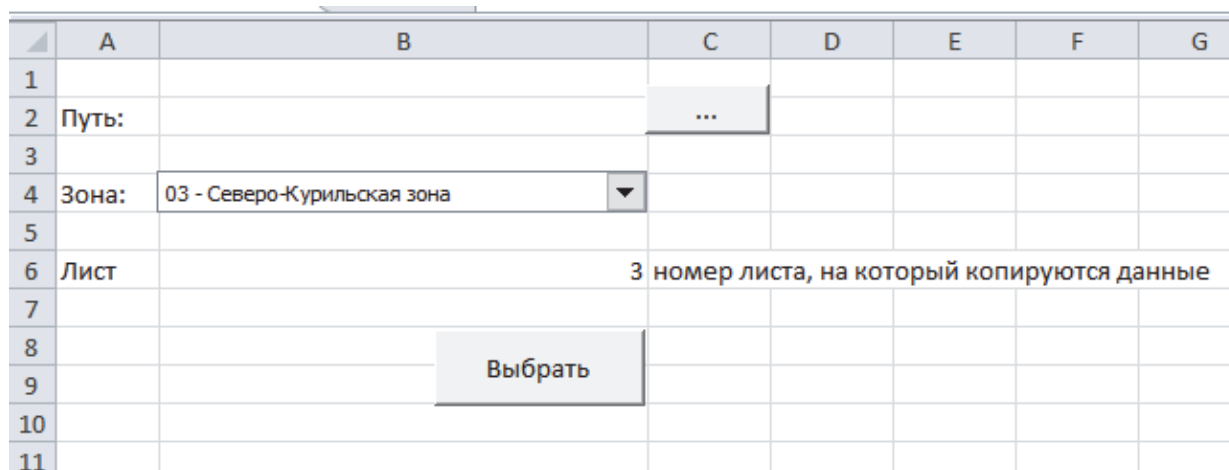 A B C D E F G
1
2 Путь: ...
3
4 Зона: 03 - Северо-Курильская зона
5
6 Лист 3 номер листа, на который копируются данные
7
8
Выбрать
9
10
11